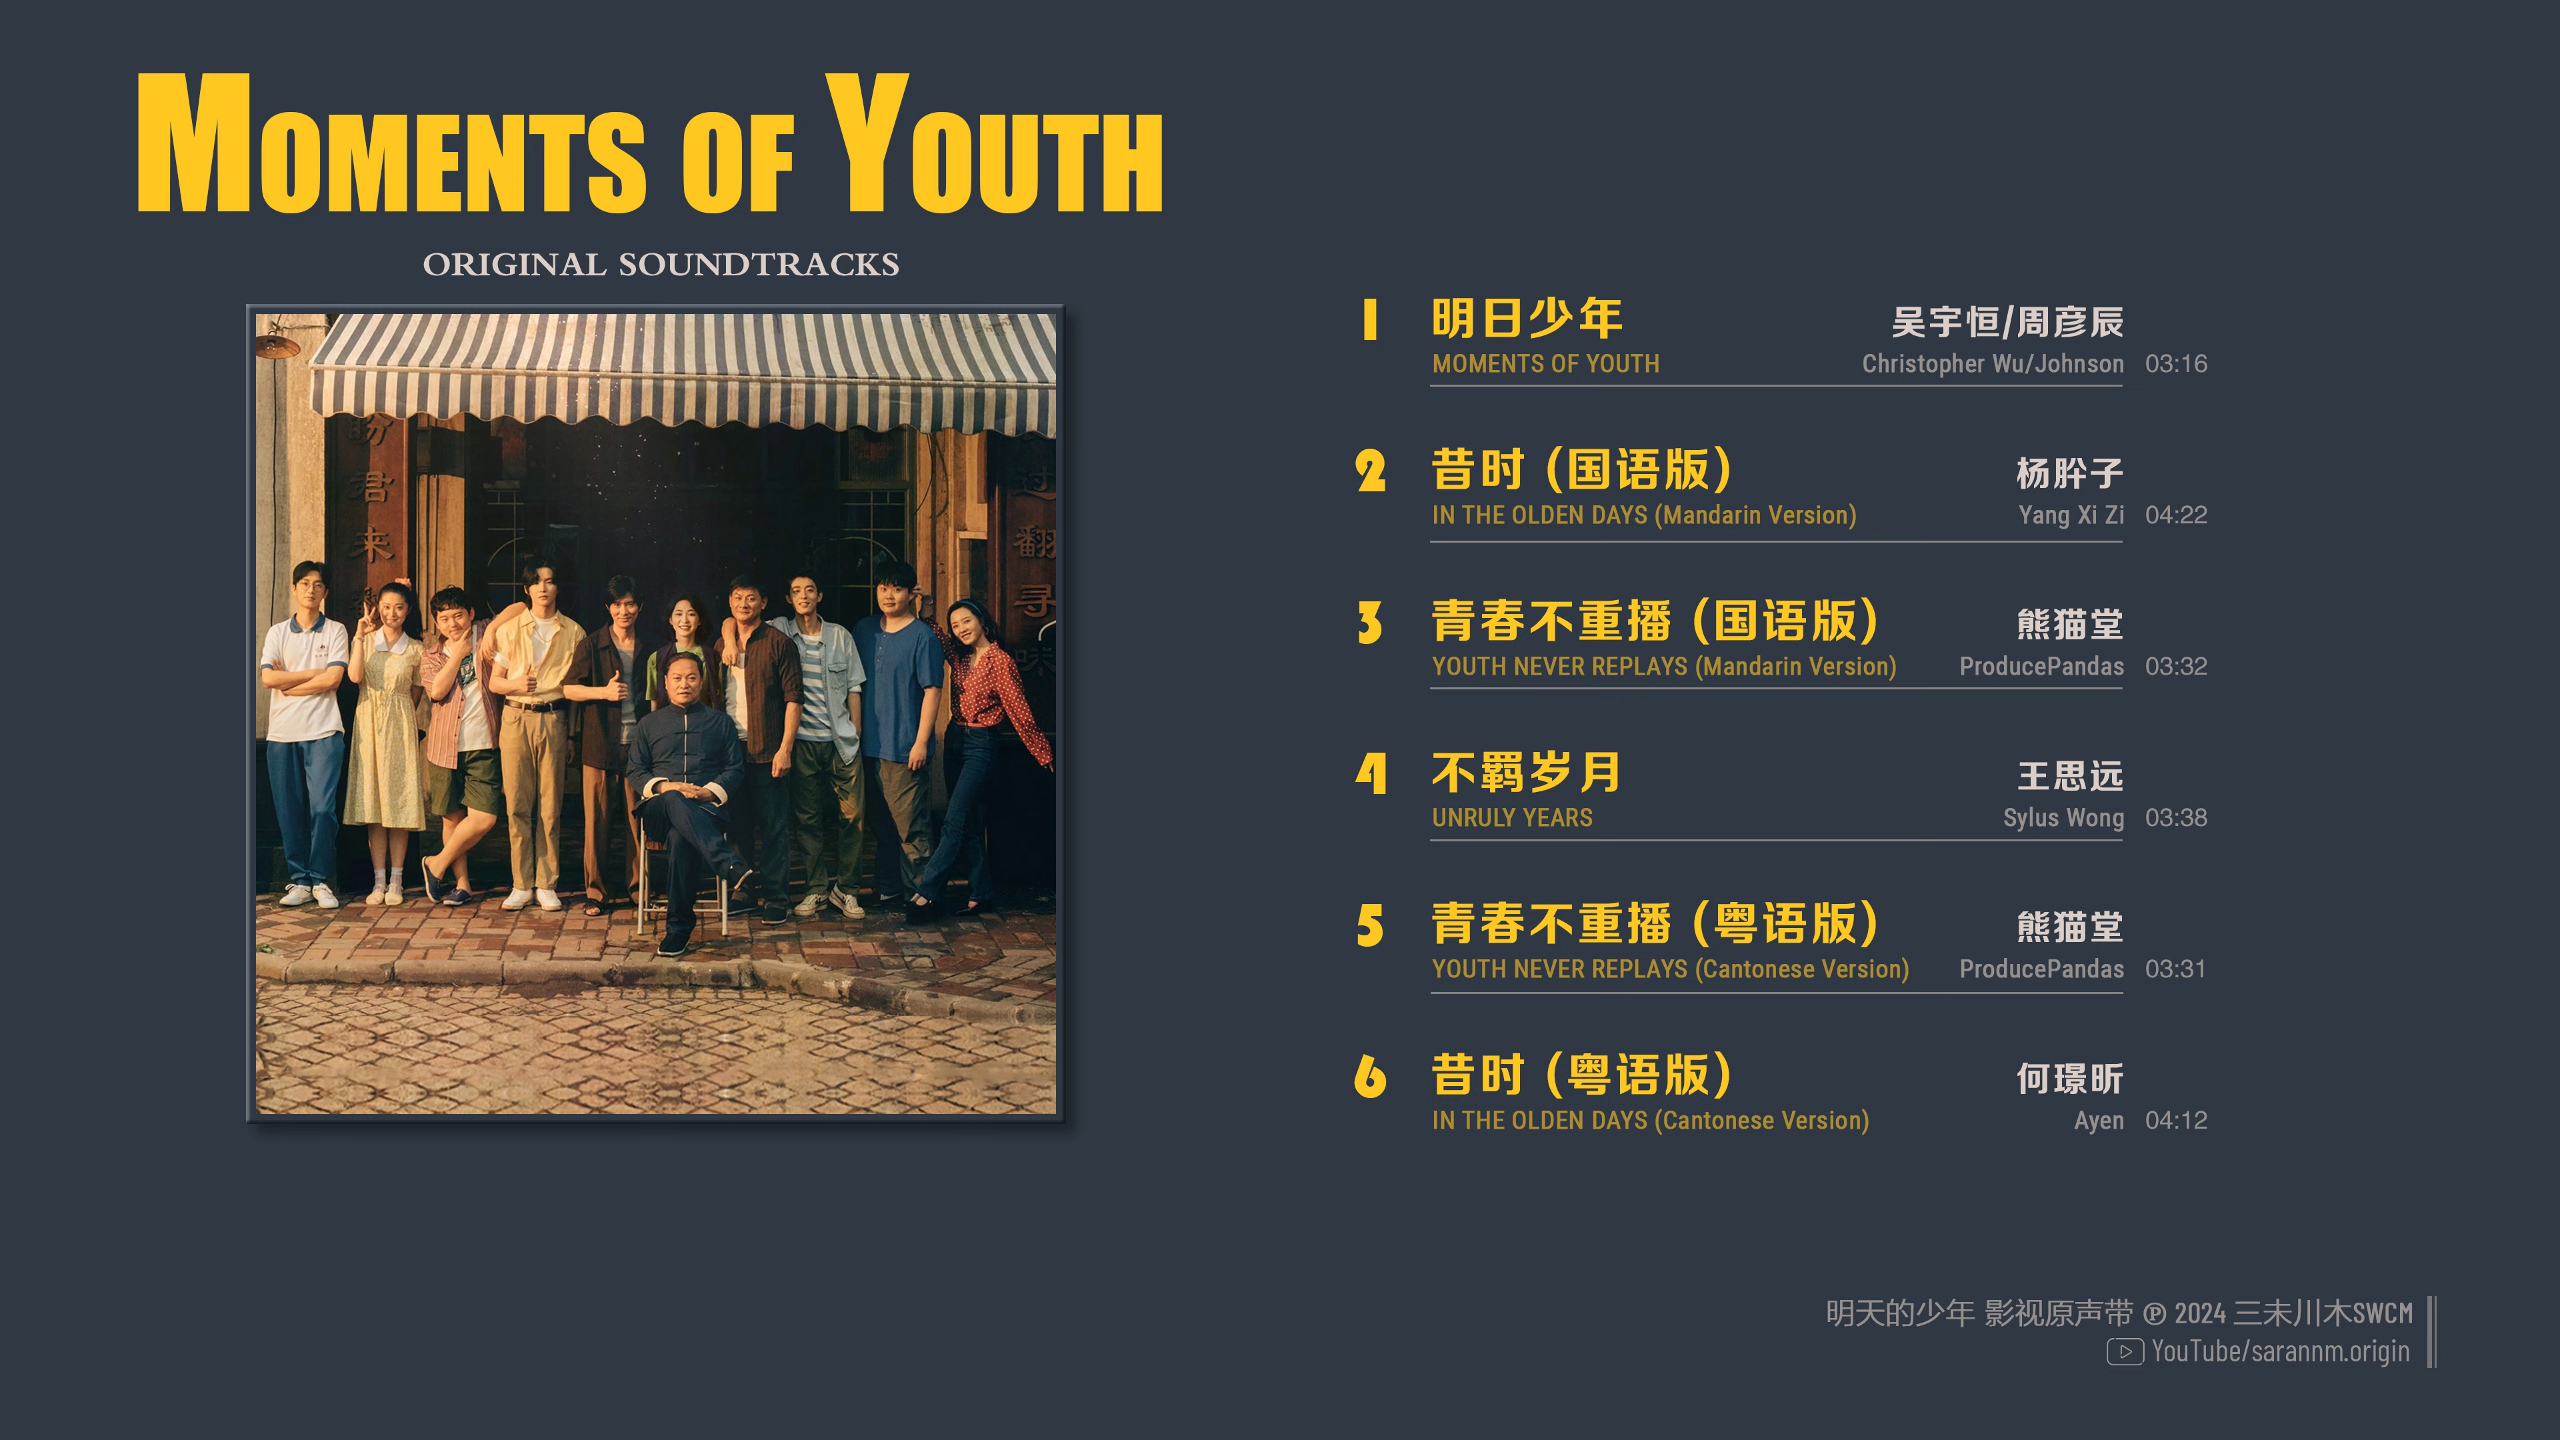 MOMENTS OF YOUTH
ORIGINAL SOUNDTRACKS
君
来
过
翻
寻
味
1 明日少年 吴宇恒/周彦辰
MOMENTS OF YOUTH Christopher Wu/Johnson 03:16
2 昔时 (国语版) 杨肸子
IN THE OLDEN DAYS (Mandarin Version) Yang Xi Zi 04:22
3 青春不重播 (国语版) 熊猫堂
YOUTH NEVER REPLAYS (Mandarin Version) ProducePandas 03:32
4 不羁岁月 王思远
UNRULY YEARS Sylus Wong 03:38
5 青春不重播 (粤语版) 熊猫堂
YOUTH NEVER REPLAYS (Cantonese Version) ProducePandas 03:31
6 昔时 (粤语版) 何璟昕
IN THE OLDEN DAYS (Cantonese Version) Ayen 04:12
明天的少年 影视原声带 ℗ 2024 三未川木SWCM
YouTube/sarannm.origin